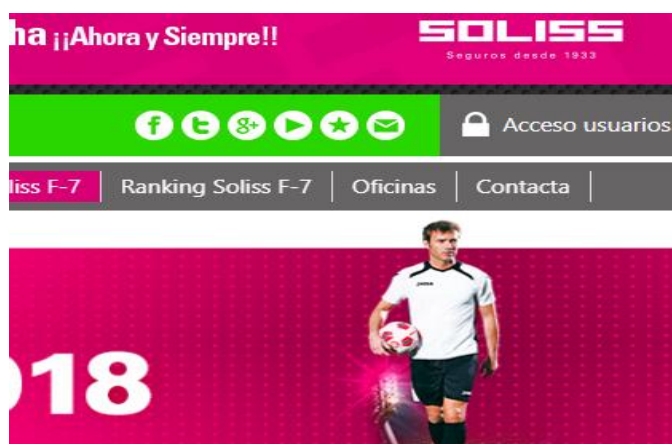 ha ¡¡Ahora y Siempre!!
SOLISS
Seguros desde 1933
Acceso usuarios
liss F-7 | Ranking Soliss F-7 | Oficinas | Contacta |
018